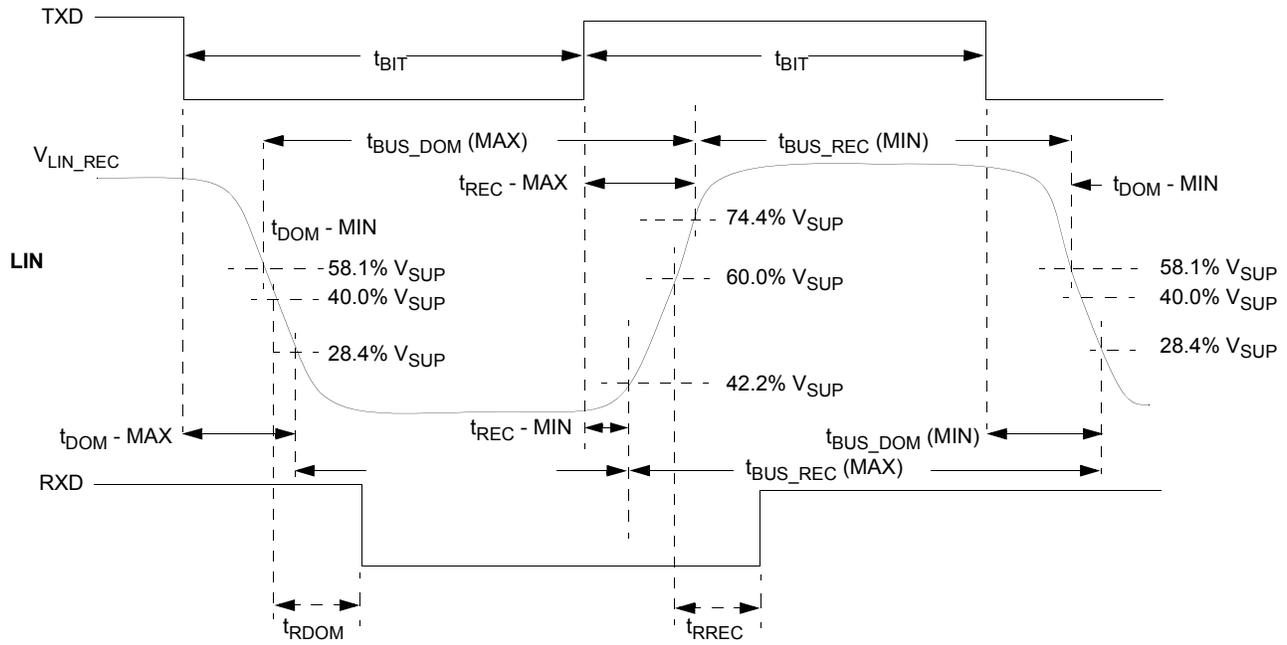 TXD
tBIT
tBIT
tBUS_DOM (MAX)
tBUS_REC (MIN)
VLIN_REC
tREC - MAX
tDOM - MIN
74.4% VSUP
tDOM - MIN
LIN
58.1% VSUP
60.0% VSUP
58.1% VSUP
40.0% VSUP
40.0% VSUP
28.4% VSUP
28.4% VSUP
42.2% VSUP
tDOM - MAX
tREC - MIN
tBUS_DOM (MIN)
tBUS_REC (MAX)
RXD
tRDOM
tRREC